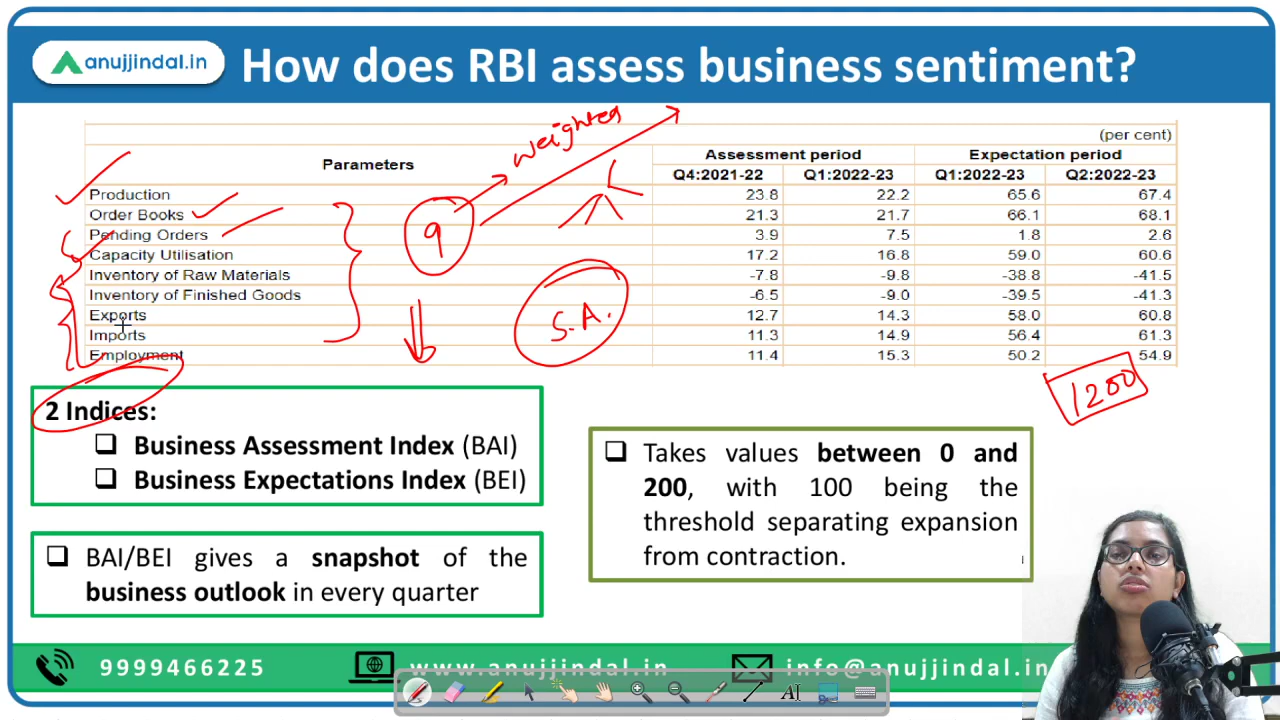 anujjindal.in
How does RBI assess business sentiment?
(per cent)
Parameters Assessment period Expectation period
Q4:2021-22 Q1:2022-23 Q1:2022-23 Q2:2022-23
Production 23.8 22.2 65.6 67.4
Order Books 21.3 21.7 66.1 68.1
Pending Orders 3.9 7.5 1.8 2.6
Capacity Utilisation 17.2 16.8 59.0 60.6
Inventory of Raw Materials -7.8 -9.8 -38.8 -41.5
Inventory of Finished Goods -6.5 -9.0 -39.5 -41.3
Exports 12.7 14.3 58.0 60.8
Imports 11.3 14.9 56.4 61.3
Employment 11.4 15.3 50.2 54.9
9
weighted
S.A.
1200
2 Indices:
Business Assessment Index (BAI)
Business Expectations Index (BEI)
BAI/BEI gives a snapshot of the
business outlook in every quarter
Takes values between 0 and
200, with 100 being the
threshold separating expansion
from contraction.
9999466225
www.anujjindal.in
info@anujjindal.in